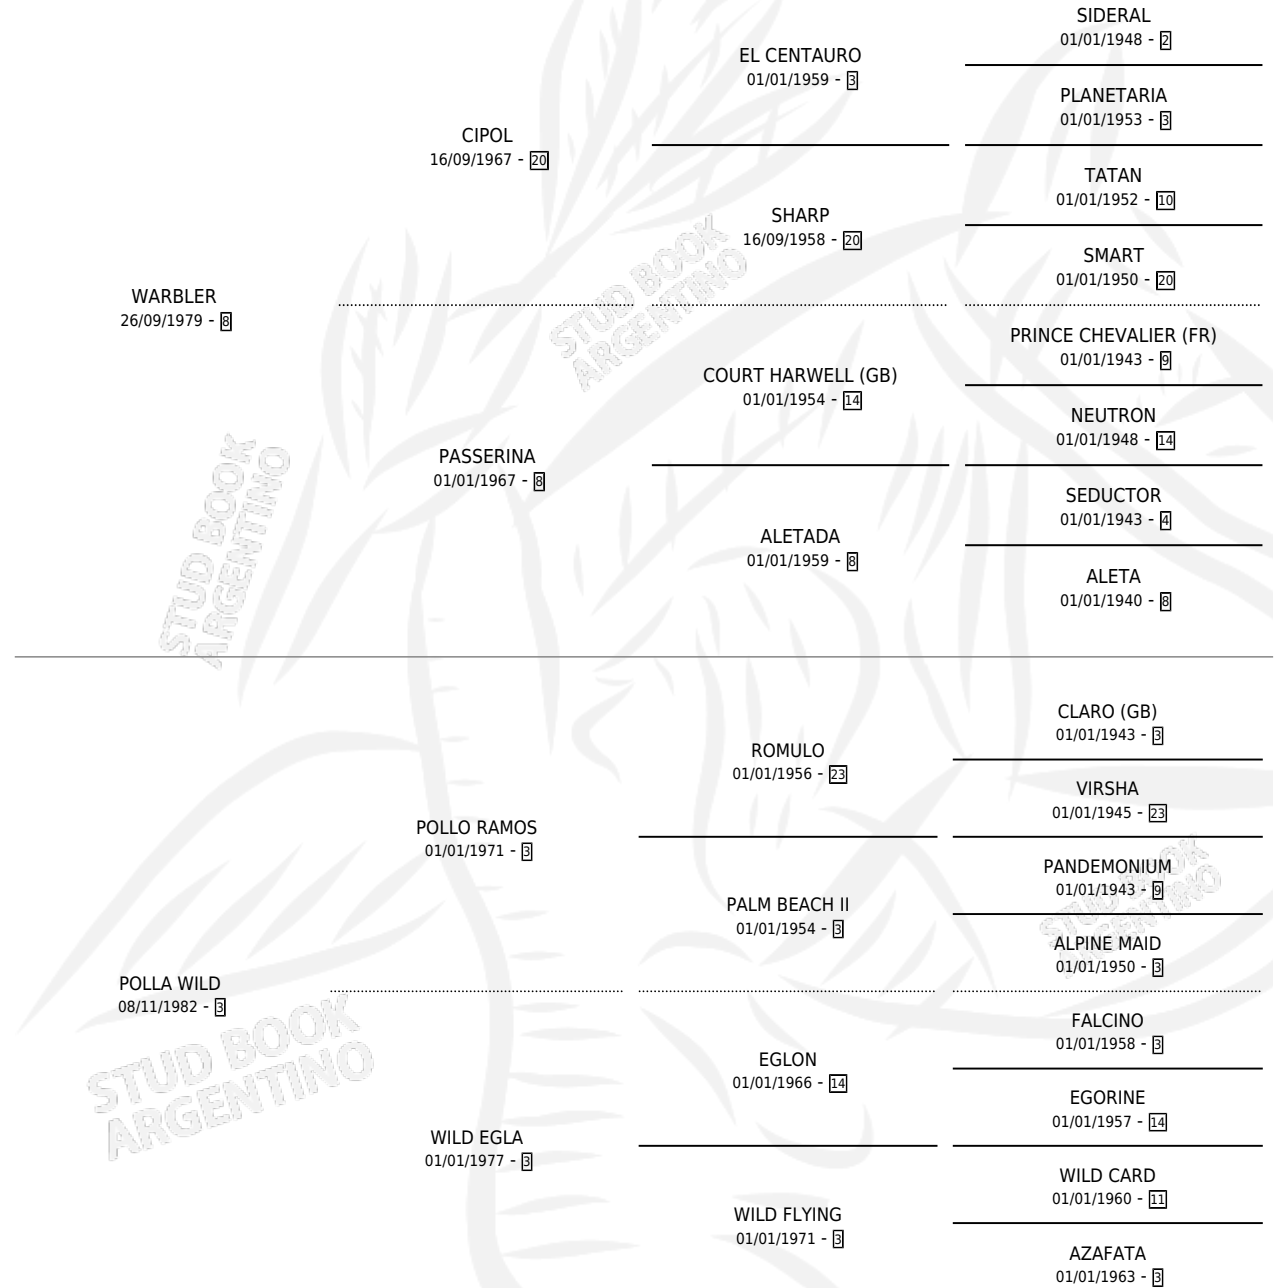 SIDERAL
01/01/1948 - 2
EL CENTAURO
01/01/1959 - 3
PLANETARIA
01/01/1953 - 3
CIPOL
16/09/1967 - 20
TATAN
01/01/1952 - 10
SHARP
16/09/1958 - 20
SMART
01/01/1950 - 20
WARBLER
26/09/1979 - 8
STUD BOOK
ARGENTINO
PRINCE CHEVALIER (FR)
01/01/1943 - 9
COURT HARWELL (GB)
01/01/1954 - 14
NEUTRON
01/01/1948 - 14
PASSERINA
01/01/1967 - 8
SEDUCTOR
01/01/1943 - 4
ALETADA
01/01/1959 - 8
ALETA
01/01/1940 - 8
STUD BOOK
ARGENTINO
CLARO (GB)
01/01/1943 - 3
ROMULO
01/01/1956 - 23
VIRSHA
01/01/1945 - 23
POLLO RAMOS
01/01/1971 - 3
PANDEMONIUM
01/01/1943 - 9
PALM BEACH II
01/01/1954 - 3
STUD BOOK
ARGENTINO
ALPINE MAID
01/01/1950 - 3
POLLA WILD
08/11/1982 - 3
FALCINO
01/01/1958 - 3
EGLON
01/01/1966 - 14
STUD BOOK
ARGENTINO
EGORINE
01/01/1957 - 14
WILD EGLA
01/01/1977 - 3
WILD CARD
01/01/1960 - 11
WILD FLYING
01/01/1971 - 3
AZAFATA
01/01/1963 - 3